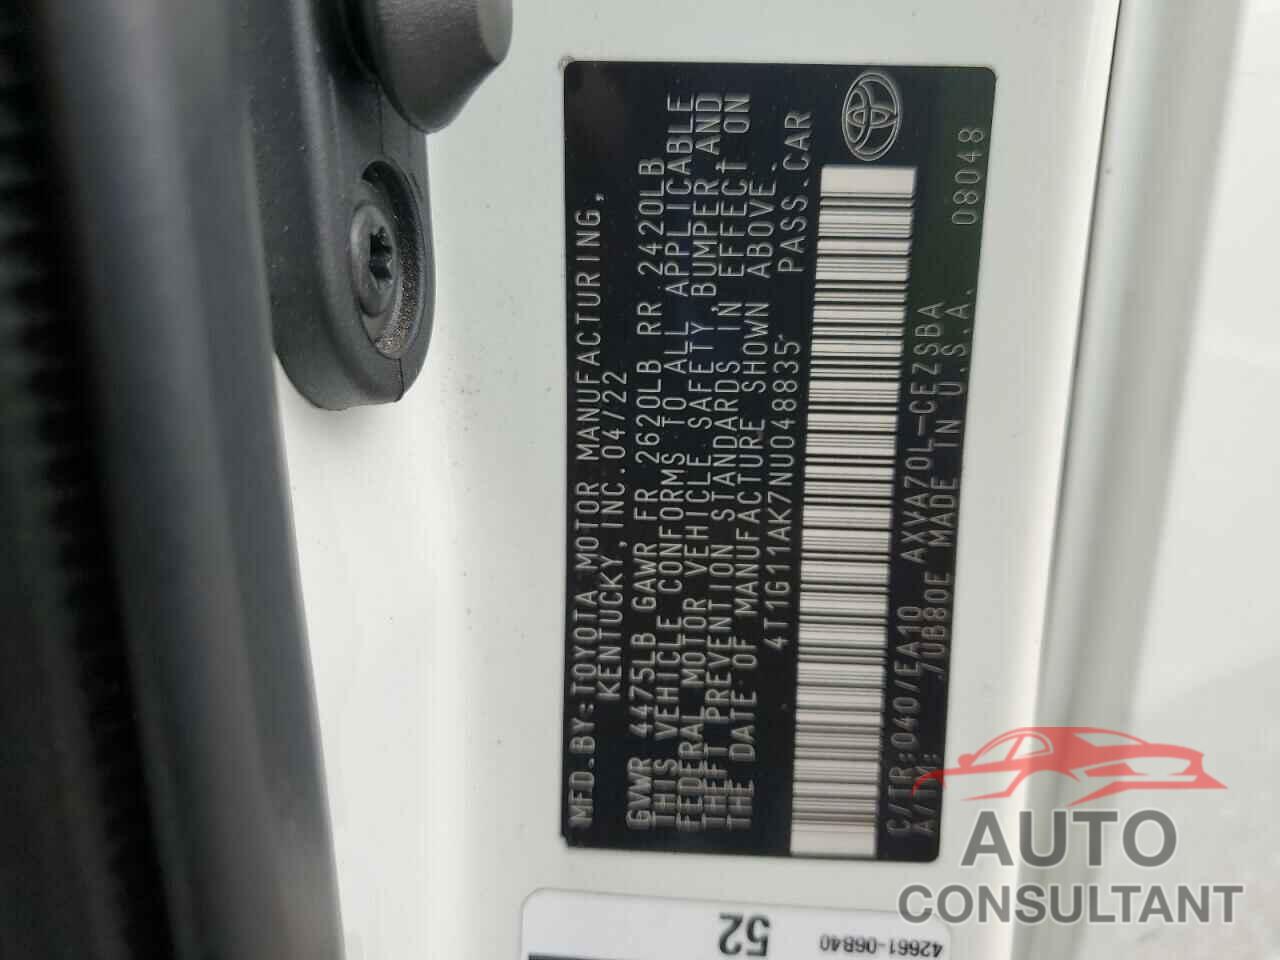 MFD.BY:TOYOTA MOTOR MANUFACTURING,
KENTUCKY,INC.04/22
GVWR 4475LB GAWR FR 2620LB RR 2420LB
THIS VEHICLE CONFORMS TO ALL APPLICABLE
FEDERAL MOTOR VEHICLE SAFETY,BUMPER AND
THEFT PREVENTION STANDARDS IN EFFECT ON
THE DATE OF MANUFACTURE SHOWN ABOVE.
4T1G11AK7NU048835 PASS.CAR
C/TR:040/EA10 AXVA70L-CEZSBA
A/TM: /UB80E MADE IN U.S.A. 08048
52
42661-06B40
AUTO
CONSULTANT